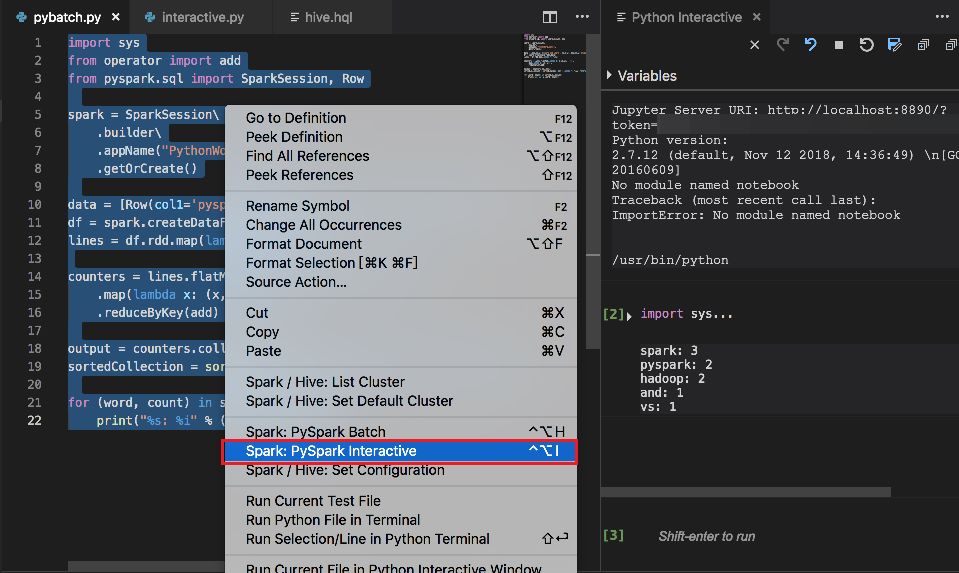 pybatch.py
interactive.py
hive.hql
1 import sys
2 from operator import add
3 from pyspark.sql import SparkSession, Row
4
5 spark = SparkSession\
6 .builder\
7 .appName("PythonWo
8 .getOrCreate()
9
10 data = [Row(col1='pysp
11 df = spark.createDataF
12 lines = df.rdd.map(lam
13
14 counters = lines.flatM
15 .map(lambda x: (x,
16 .reduceByKey(add)
17
18 output = counters.coll
19 sortedCollection = sor
20
21 for (word, count) in s
22 print("%s: %i" % (
Go to Definition F12
Peek Definition ⌥F12
Find All References ⌥⇧F12
Peek References ⇧F12
Rename Symbol F2
Change All Occurrences ⌘F2
Format Document ⌥⇧F
Format Selection [⌘K ⌘F]
Source Action...
Cut ⌘X
Copy ⌘C
Paste ⌘V
Spark / Hive: List Cluster
Spark / Hive: Set Default Cluster
Spark: PySpark Batch ^⌥H
Spark: PySpark Interactive ^⌥I
Spark / Hive: Set Configuration
Run Current Test File
Run Python File in Terminal
Run Selection/Line in Python Terminal ⇧⏎
Run Current File in Python Interactive Window
Python Interactive
Variables
Jupyter Server URI: http://localhost:8890/?
token=
Python version:
2.7.12 (default, Nov 12 2018, 14:36:49) \n[GC
20160609]
No module named notebook
Traceback (most recent call last):
ImportError: No module named notebook
/usr/bin/python
[2] import sys...
spark: 3
pyspark: 2
hadoop: 2
and: 1
vs: 1
[3] Shift-enter to run